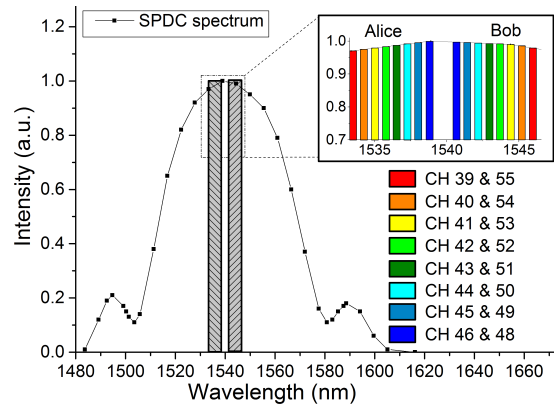 SPDC spectrum
Alice
Bob
1.0
0.9
0.8
0.7
1535
1540
1545
Intensity (a.u.)
1.2
1.0
0.8
0.6
0.4
0.2
0.0
CH 39 & 55
CH 40 & 54
CH 41 & 53
CH 42 & 52
CH 43 & 51
CH 44 & 50
CH 45 & 49
CH 46 & 48
1480 1500 1520 1540 1560 1580 1600 1620 1640 1660
Wavelength (nm)